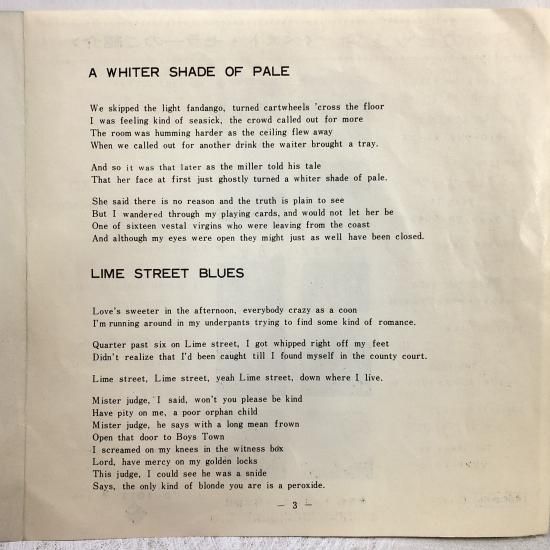 A WHITER SHADE OF PALE
We skipped the light fandango, turned cartwheels 'cross the floor
I was feeling kind of seasick, the crowd called out for more
The room was humming harder as the ceiling flew away
When we called out for another drink the waiter brought a tray.
And so it was that later as the miller told his tale
That her face at first just ghostly turned a whiter shade of pale.
She said there is no reason and the truth is plain to see
But I wandered through my playing cards, and would not let her be
One of sixteen vestal virgins who were leaving from the coast
And although my eyes were open they might just as well have been closed.
LIME STREET BLUES
Love's sweeter in the afternoon, everybody crazy as a coon
I'm running around in my underpants trying to find some kind of romance.
Quarter past six on Lime street, I got whipped right off my feet
Didn't realize that I'd been caught till I found myself in the county court.
Lime street, Lime street, yeah Lime street, down where I live.
Mister judge, I said, won't you please be kind
Have pity on me, a poor orphan child
Mister judge, he says with a long mean frown
Open that door to Boys Town
I screamed on my knees in the witness box
Lord, have mercy on my golden locks
This judge, I could see he was a snide
Says, the only kind of blonde you are is a peroxide.
— 3 —